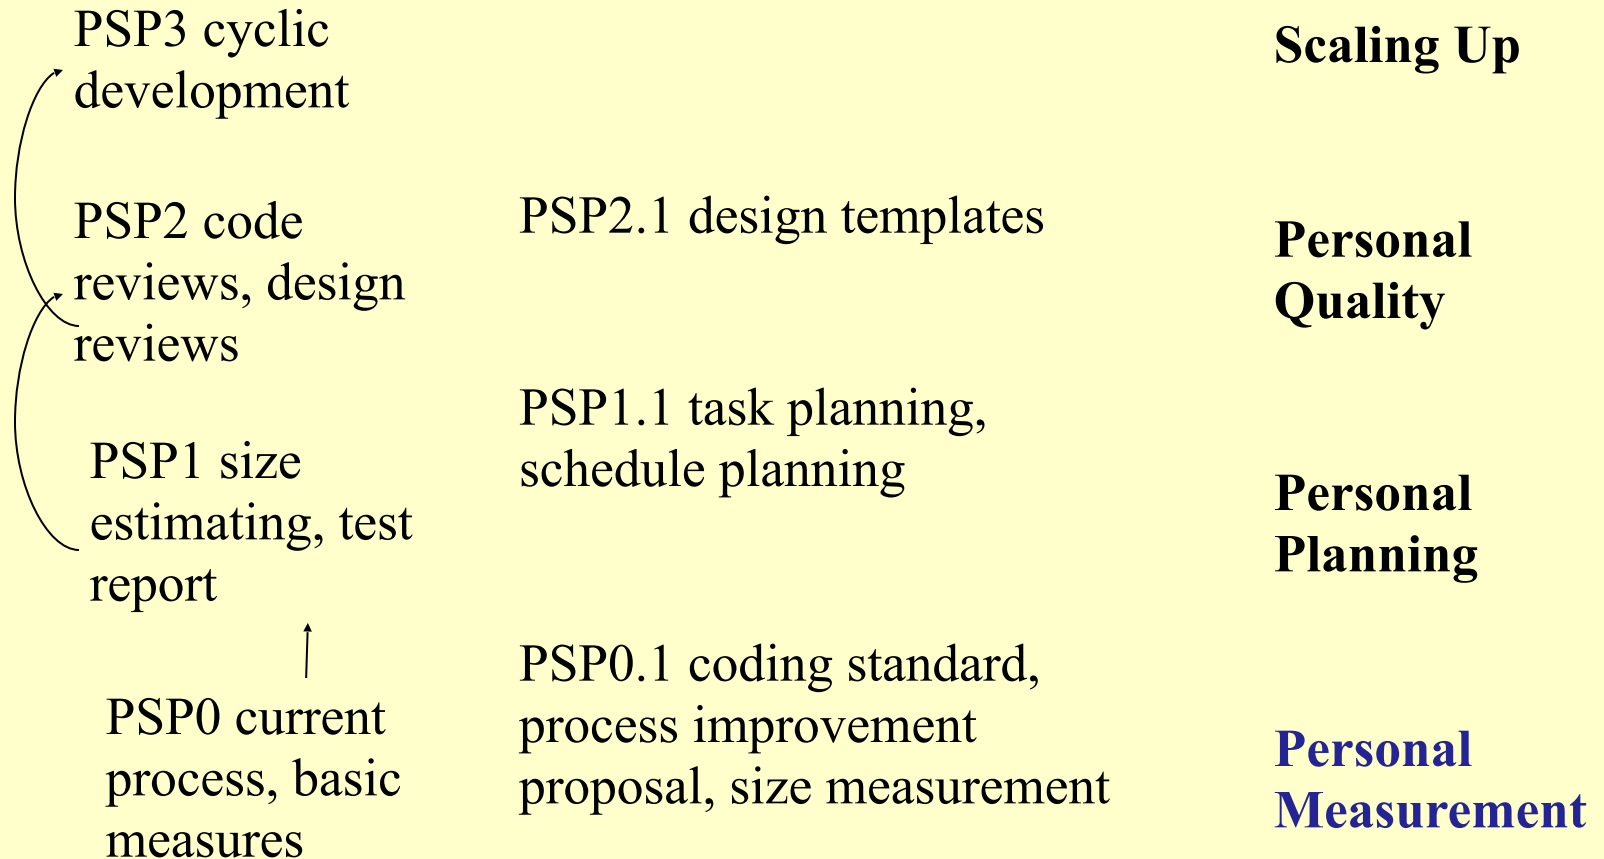 PSP3 cyclic
development
Scaling Up
PSP2 code
reviews, design
reviews
PSP2.1 design templates
Personal
Quality
PSP1 size
estimating, test
report
PSP1.1 task planning,
schedule planning
Personal
Planning
PSP0 current
process, basic
measures
PSP0.1 coding standard,
process improvement
proposal, size measurement
Personal
Measurement